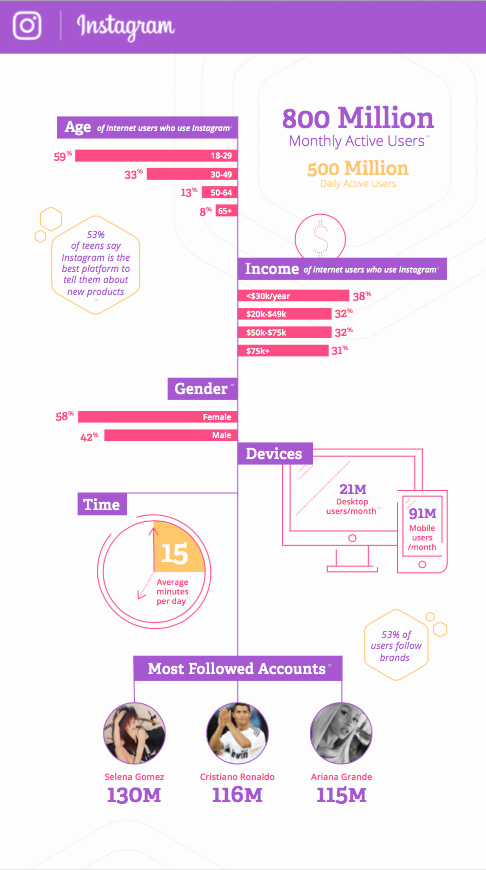 Instagram
Age of internet users who use Instagram
59% 18-29
33% 30-49
13% 50-64
8% 65+
800 Million
Monthly Active Users
500 Million
Daily Active Users
53%
of teens say
Instagram is the
best platform to
tell them about
new products
$
Income of internet users who use Instagram
<$30k/year 38%
$20k-$49k 32%
$50k-$75k 32%
$75k+ 31%
Gender
58% Female
42% Male
Devices
21M
Desktop
users/month
91M
Mobile
users
/month
Time
15
Average
minutes
per day
53% of
users follow
brands
Most Followed Accounts
Selena Gomez
130M
Cristiano Ronaldo
116M
Ariana Grande
115M